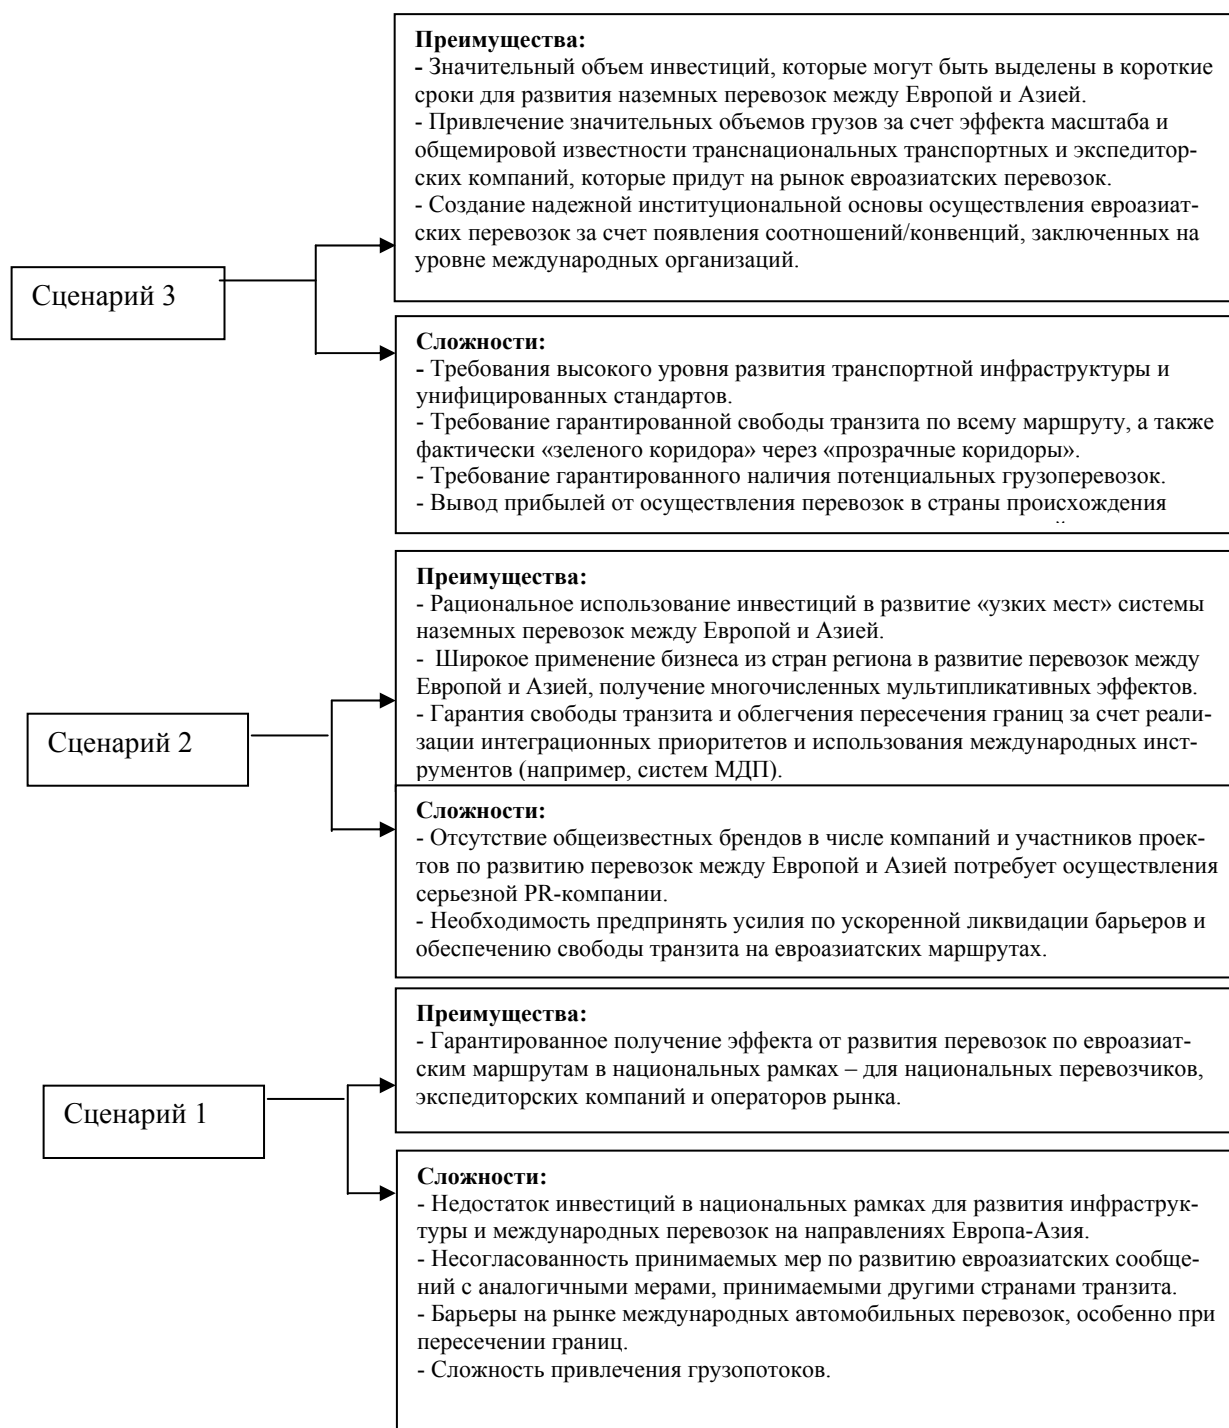 Преимущества:
- Значительный объем инвестиций, которые могут быть выделены в короткие
сроки для развития наземных перевозок между Европой и Азией.
- Привлечение значительных объемов грузов за счет эффекта масштаба и
общемировой известности транснациональных транспортных и экспедитор-
ских компаний, которые придут на рынок евроазиатских перевозок.
- Создание надежной институциональной основы осуществления евроазиат-
ских перевозок за счет появления соотношений/конвенций, заключенных на
уровне международных организаций.
Сценарий 3
Сложности:
- Требования высокого уровня развития транспортной инфраструктуры и
унифицированных стандартов.
- Требование гарантированной свободы транзита по всему маршруту, а также
фактически «зеленого коридора» через «прозрачные коридоры».
- Требование гарантированного наличия потенциальных грузоперевозок.
- Вывод прибылей от осуществления перевозок в страны происхождения
Преимущества:
- Рациональное использование инвестиций в развитие «узких мест» системы
наземных перевозок между Европой и Азией.
- Широкое применение бизнеса из стран региона в развитие перевозок между
Европой и Азией, получение многочисленных мультипликативных эффектов.
- Гарантия свободы транзита и облегчения пересечения границ за счет реали-
зации интеграционных приоритетов и использования международных инст-
рументов (например, систем МДП).
Сценарий 2
Сложности:
- Отсутствие общеизвестных брендов в числе компаний и участников проек-
тов по развитию перевозок между Европой и Азией потребует осуществления
серьезной PR-компании.
- Необходимость предпринять усилия по ускоренной ликвидации барьеров и
обеспечению свободы транзита на евроазиатских маршрутах.
Преимущества:
- Гарантированное получение эффекта от развития перевозок по евроазиат-
ским маршрутам в национальных рамках – для национальных перевозчиков,
экспедиторских компаний и операторов рынка.
Сценарий 1
Сложности:
- Недостаток инвестиций в национальных рамках для развития инфраструк-
туры и международных перевозок на направлениях Европа-Азия.
- Несогласованность принимаемых мер по развитию евроазиатских сообще-
ний с аналогичными мерами, принимаемыми другими странами транзита.
- Барьеры на рынке международных автомобильных перевозок, особенно при
пересечении границ.
- Сложность привлечения грузопотоков.